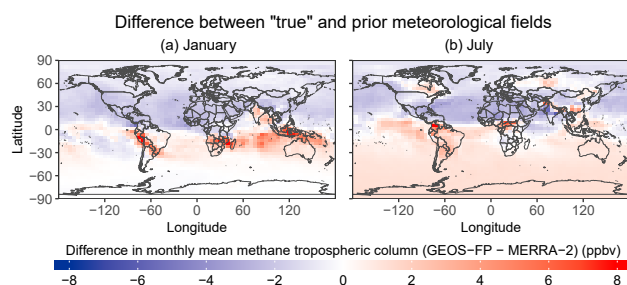 Difference between "true" and prior meteorological fields
(a) January
(b) July
Latitude
90
60
30
0
−30
−60
−90
−120 −60 0 60 120
−120 −60 0 60 120
Longitude
Longitude
Difference in monthly mean methane tropospheric column (GEOS−FP − MERRA−2) (ppbv)
−8 −6 −4 −2 0 2 4 6 8